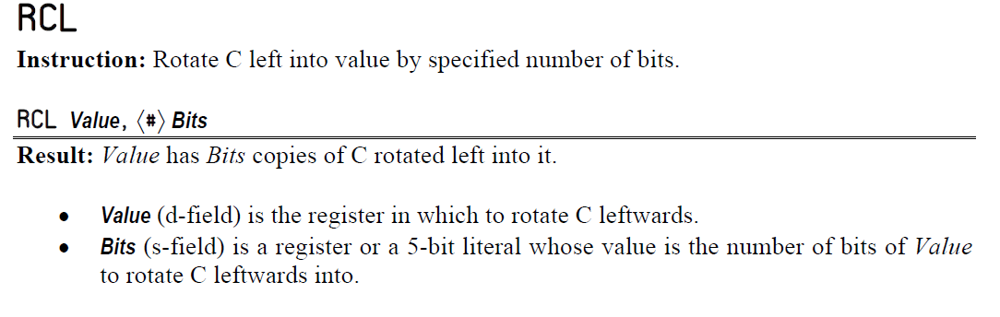 RCL
Instruction: Rotate C left into value by specified number of bits.
RCL Value, ⟨#⟩ Bits
Result: Value has Bits copies of C rotated left into it.
● Value (d-field) is the register in which to rotate C leftwards.
● Bits (s-field) is a register or a 5-bit literal whose value is the number of bits of Value
to rotate C leftwards into.